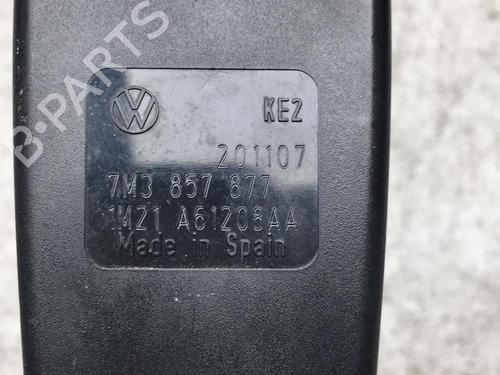 B-PARTS
KE2
201107
7M3 857 877
1M21 A61208AA
Made in Spain